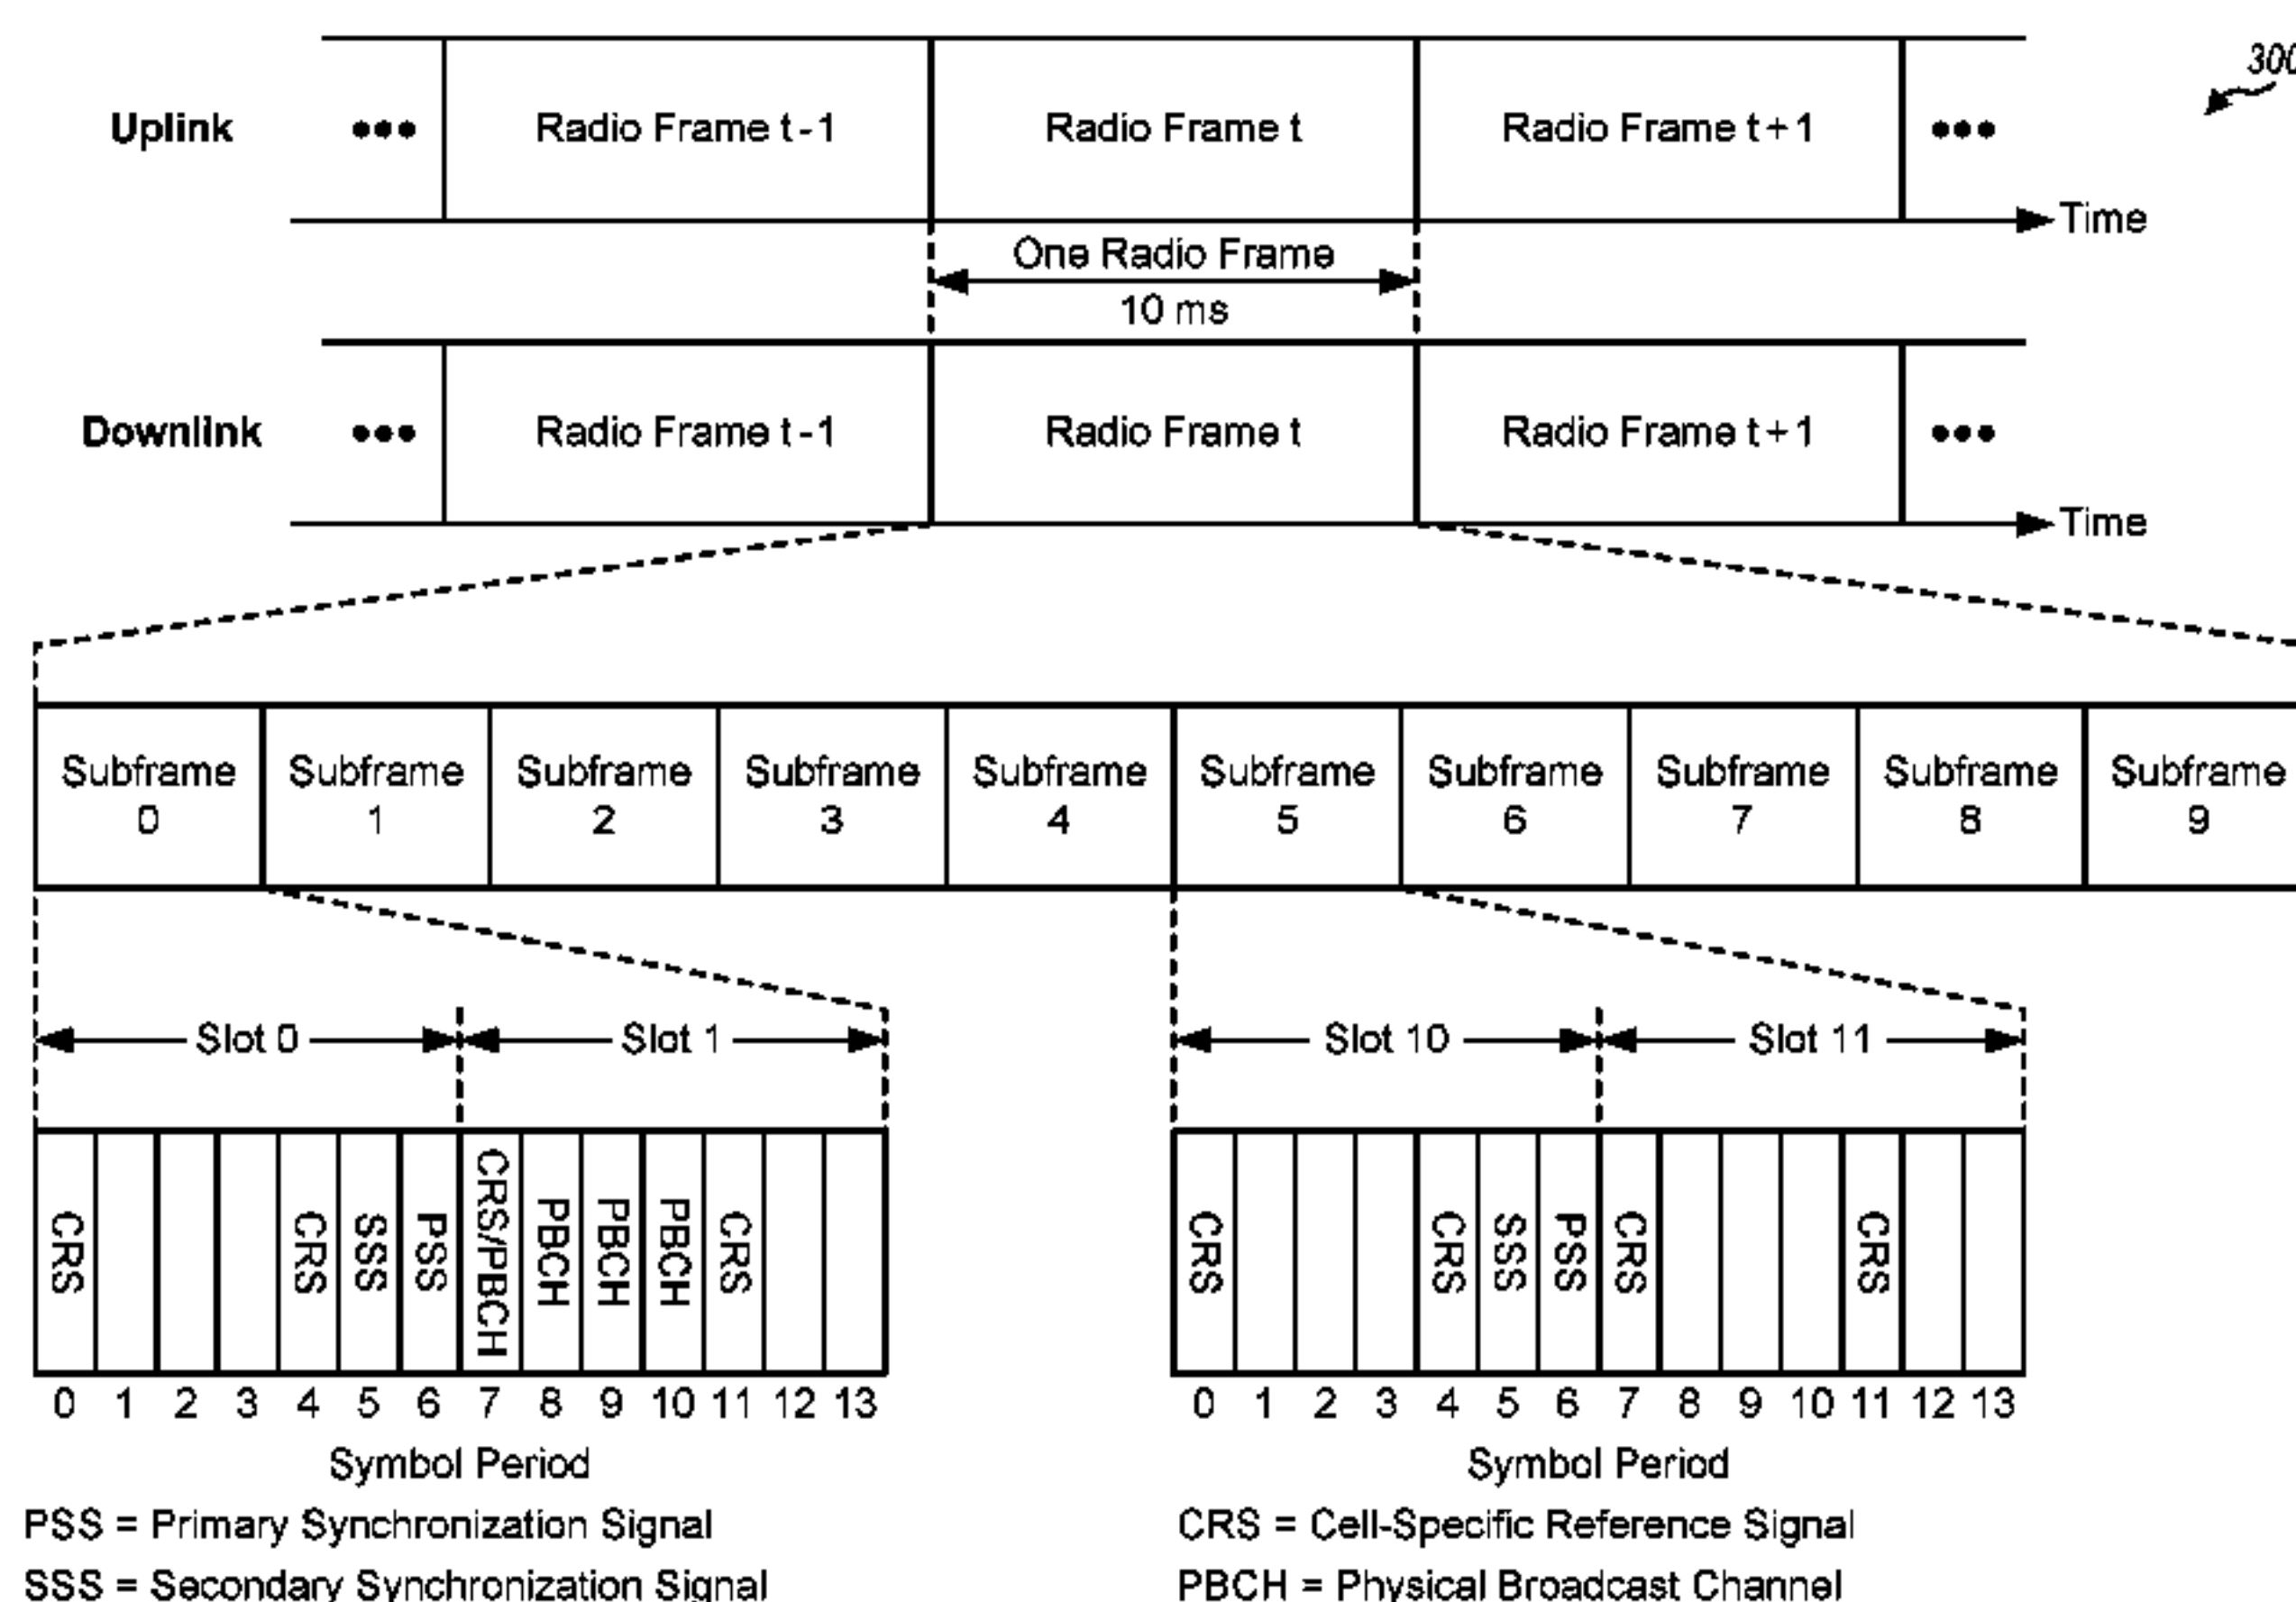 300
Uplink ••• Radio Frame t-1 Radio Frame t Radio Frame t+1 •••
Time
One Radio Frame
10 ms
Downlink ••• Radio Frame t-1 Radio Frame t Radio Frame t+1 •••
Time
Subframe 0 Subframe 1 Subframe 2 Subframe 3 Subframe 4 Subframe 5 Subframe 6 Subframe 7 Subframe 8 Subframe 9
Slot 0 Slot 1 Slot 10 Slot 11
CRS CRS SSS PSS CRS/PBCH PBCH PBCH PBCH CRS
CRS CRS SSS PSS CRS CRS
0 1 2 3 4 5 6 7 8 9 10 11 12 13
0 1 2 3 4 5 6 7 8 9 10 11 12 13
Symbol Period Symbol Period
PSS = Primary Synchronization Signal
CRS = Cell-Specific Reference Signal
SSS = Secondary Synchronization Signal
PBCH = Physical Broadcast Channel